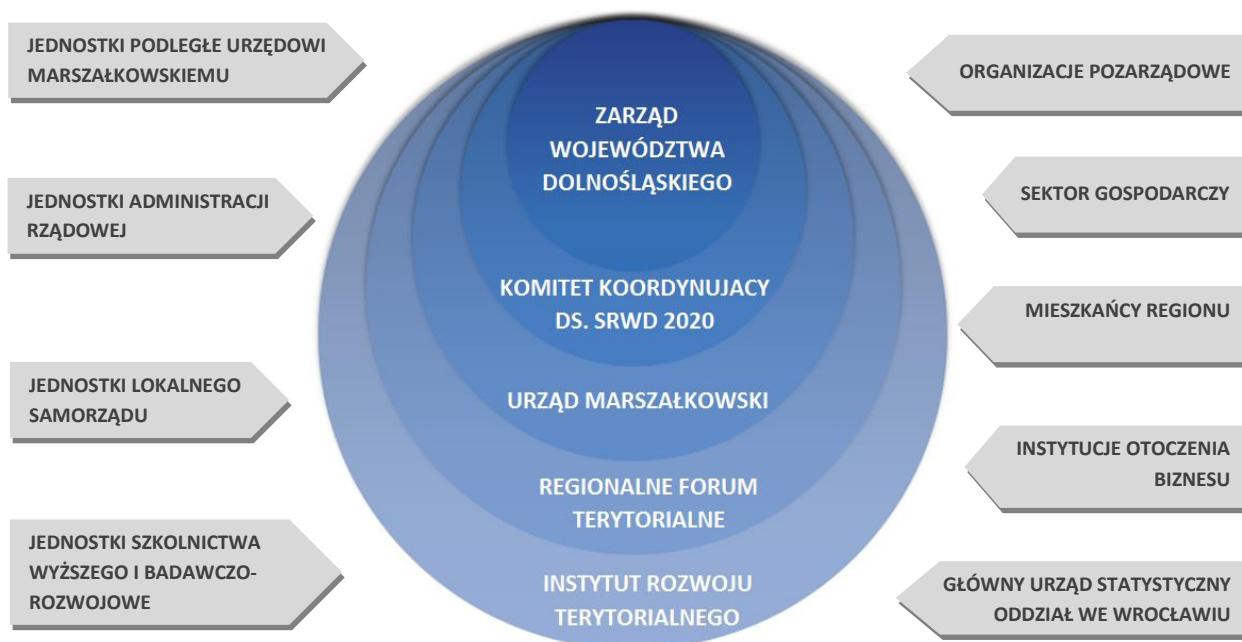 JEDNOSTKI PODLEGŁE URZĘDOWI
MARSZAŁKOWSKIEMU
JEDNOSTKI ADMINISTRACJI
RZĄDOWEJ
JEDNOSTKI LOKALNEGO
SAMORZĄDU
JEDNOSTKI SZKOLNICTWA
WYŻSZEGO I BADAWCZO-
ROZWOJOWE
ZARZĄD
WOJEWÓDZTWA
DOLNOŚLĄSKIEGO
KOMITET KOORDYNUJACY
DS. SRWD 2020
URZĄD MARSZAŁKOWSKI
REGIONALNE FORUM
TERYTORIALNE
INSTYTUT ROZWOJU
TERYTORIALNEGO
ORGANIZACJE POZARZĄDOWE
SEKTOR GOSPODARCZY
MIESZKAŃCY REGIONU
INSTYTUCJE OTOCZENIA
BIZNESU
GŁÓWNY URZĄD STATYSTYCZNY
ODDZIAŁ WE WROCŁAWIU